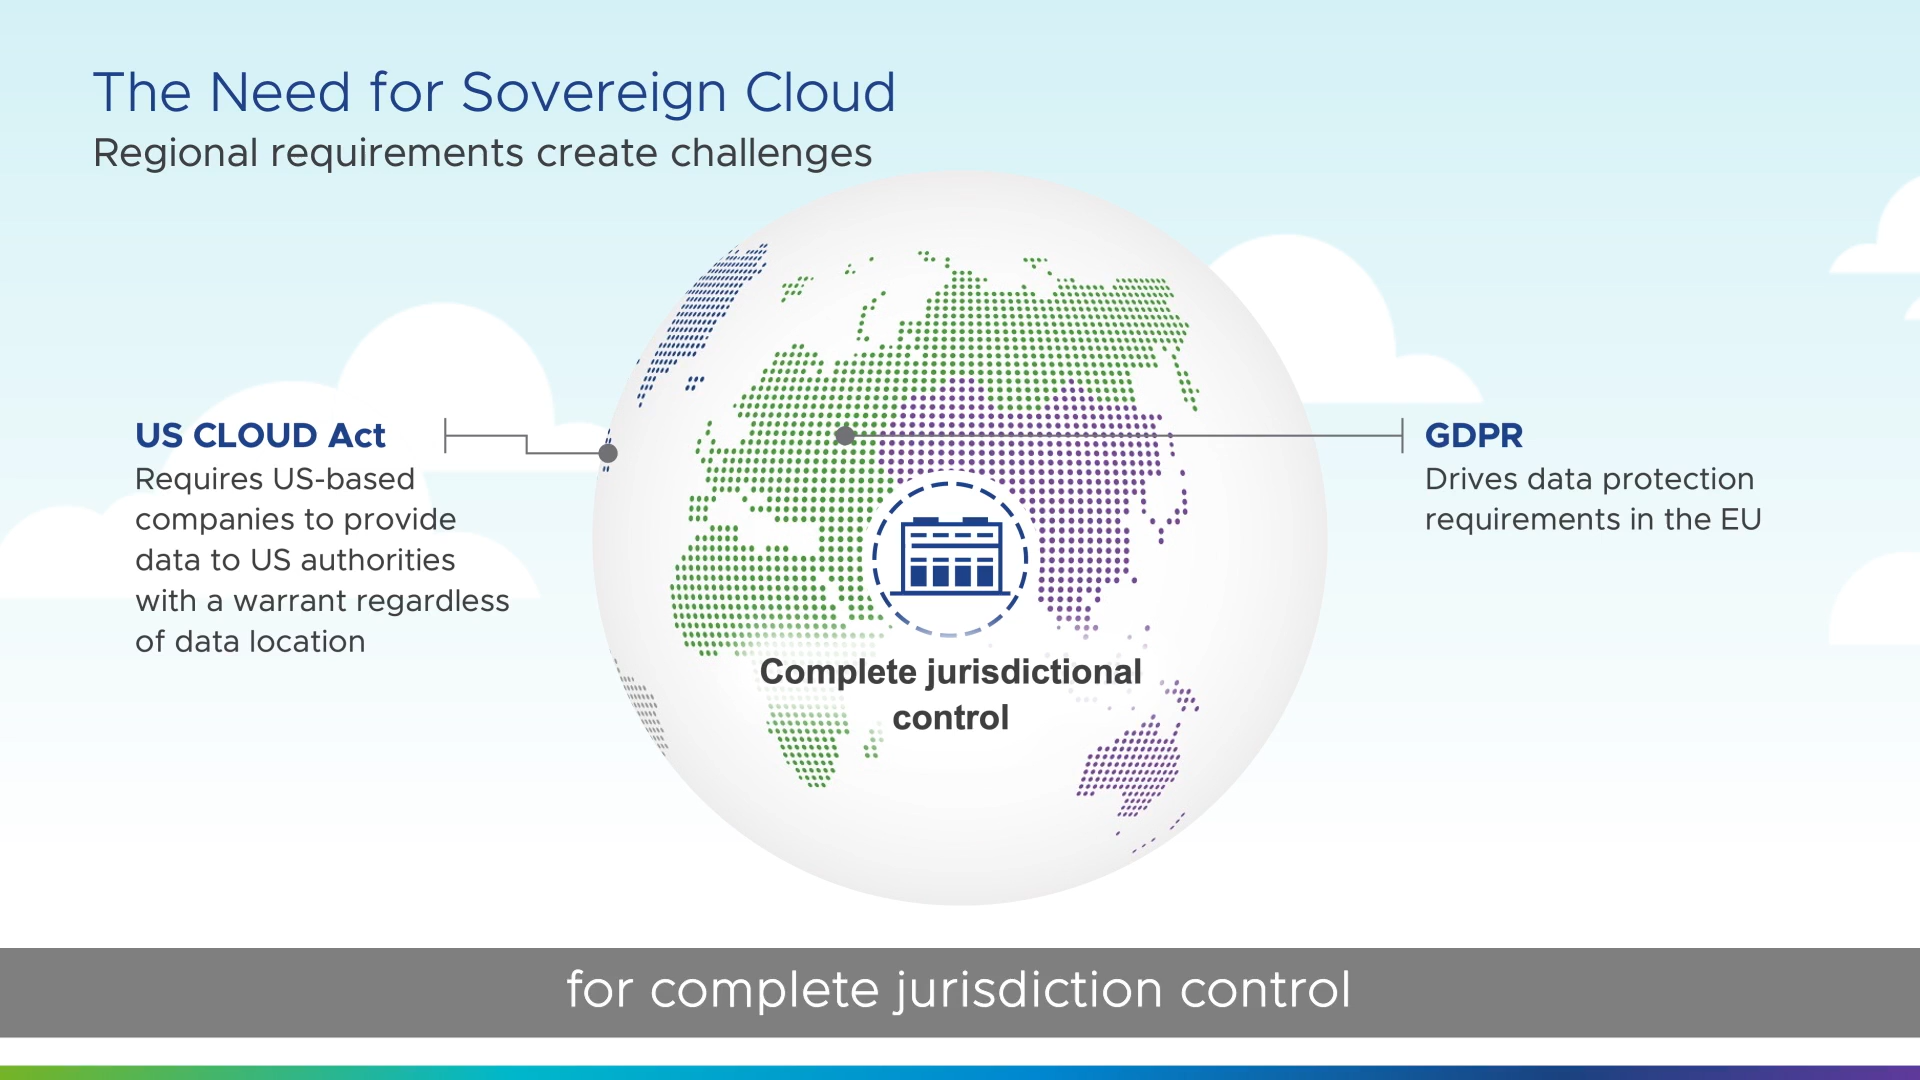 The Need for Sovereign Cloud
Regional requirements create challenges
US CLOUD Act
Requires US-based
companies to provide
data to US authorities
with a warrant regardless
of data location
GDPR
Drives data protection
requirements in the EU
Complete jurisdictional
control
for complete jurisdiction control